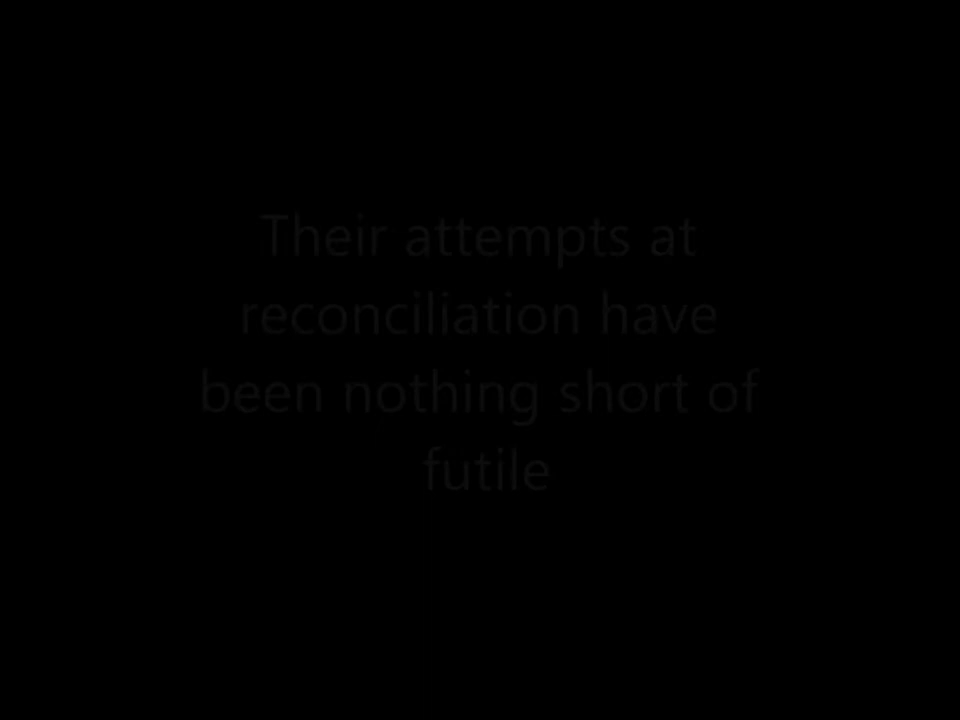 Their attempts at
reconciliation have
been nothing short of
futile